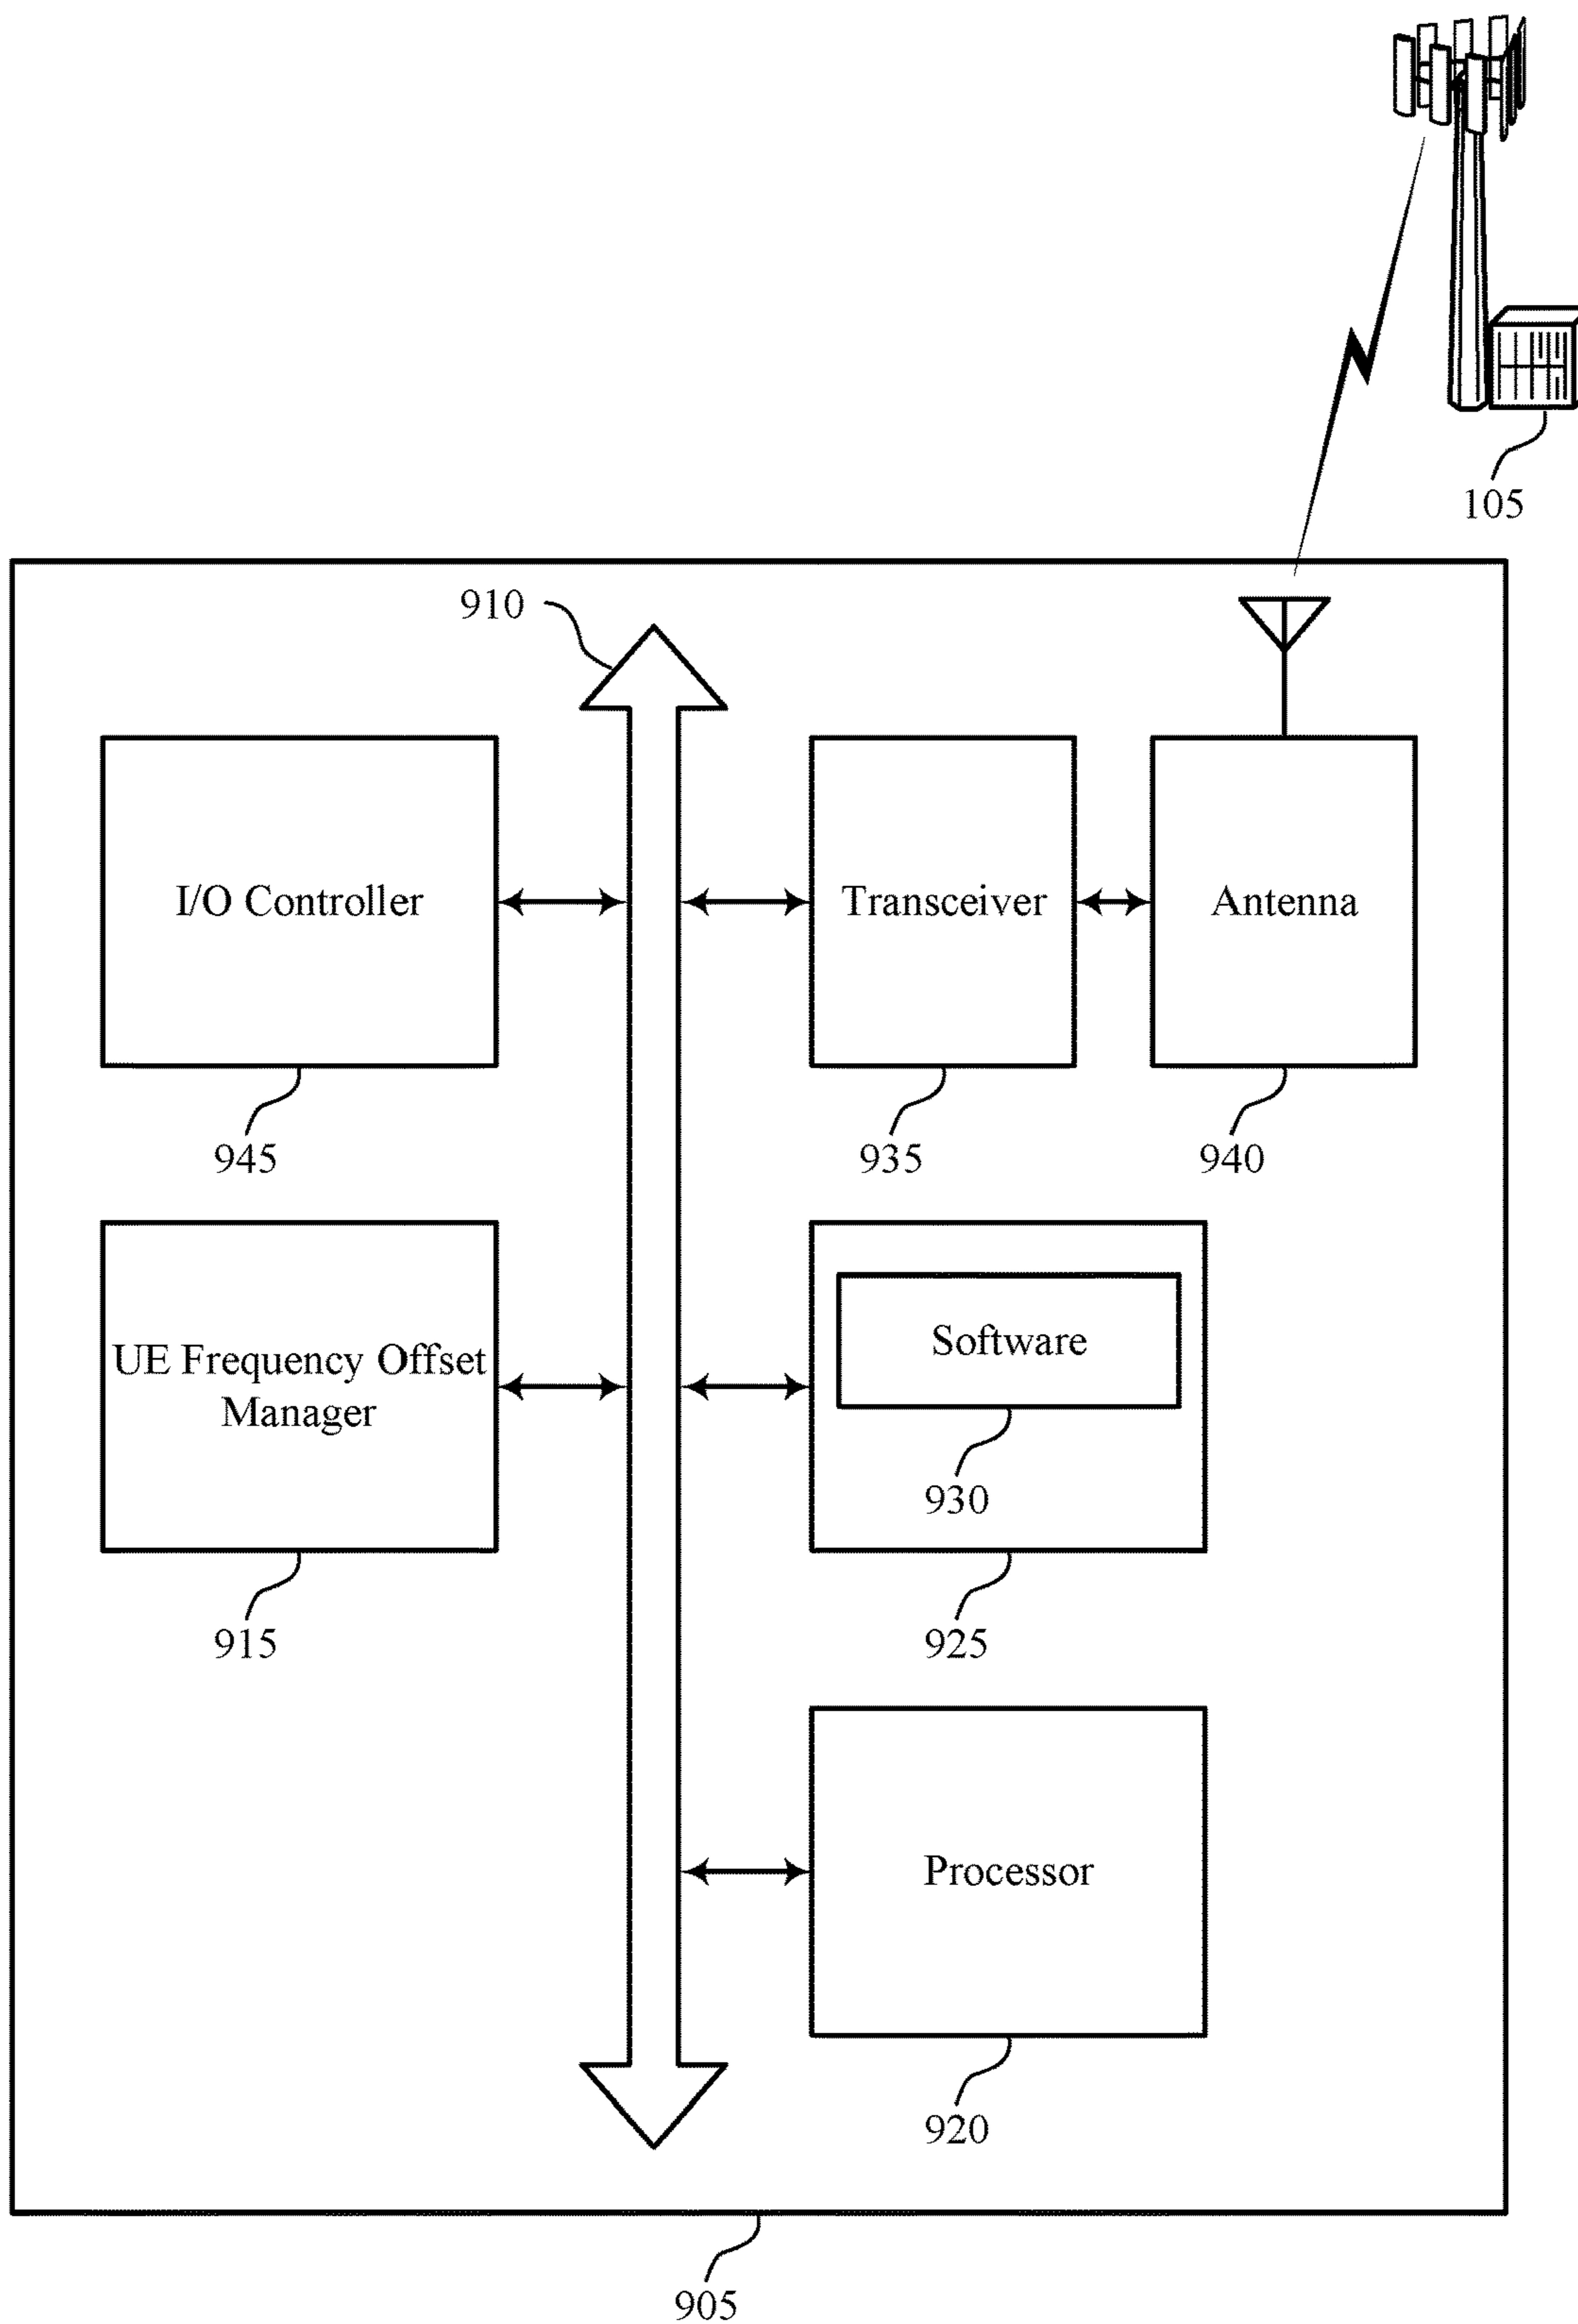 105
910
I/O Controller
Transceiver
Antenna
945
935
940
UE Frequency Offset
Manager
Software
930
915
925
Processor
920
905